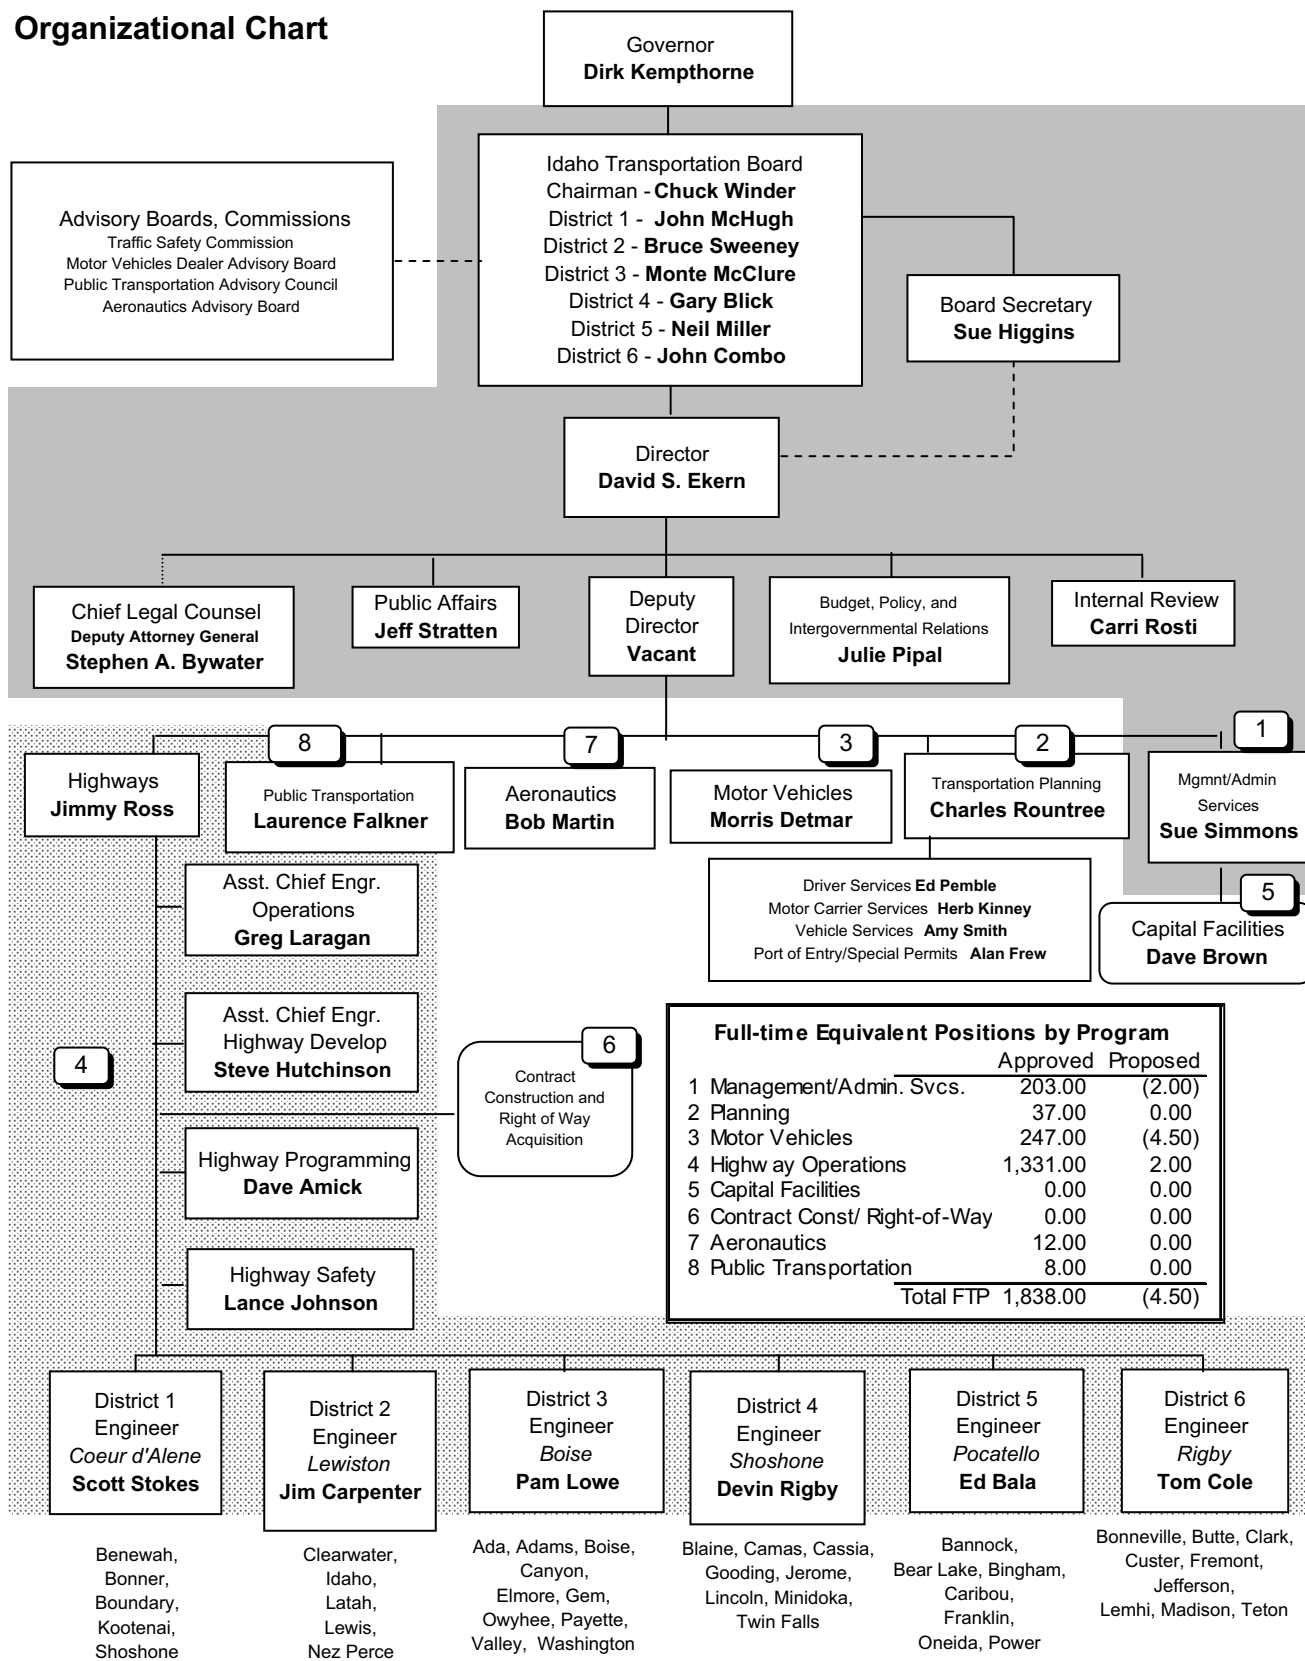 Organizational Chart
Governor
Dirk Kempthorne
Idaho Transportation Board
Chairman - Chuck Winder
District 1 - John McHugh
District 2 - Bruce Sweeney
District 3 - Monte McClure
District 4 - Gary Blick
District 5 - Neil Miller
District 6 - John Combo
Advisory Boards, Commissions
Traffic Safety Commission
Motor Vehicles Dealer Advisory Board
Public Transportation Advisory Council
Aeronautics Advisory Board
Board Secretary
Sue Higgins
Director
David S. Ekern
Chief Legal Counsel
Deputy Attorney General
Stephen A. Bywater
Public Affairs
Jeff Stratten
Deputy
Director
Vacant
Budget, Policy, and
Intergovernmental Relations
Julie Pipal
Internal Review
Carri Rosti
Highways
Jimmy Ross
8
Public Transportation
Laurence Falkner
7
Aeronautics
Bob Martin
3
Motor Vehicles
Morris Detmar
2
Transportation Planning
Charles Rountree
1
Mgmnt/Admin
Services
Sue Simmons
Driver Services Ed Pemble
Motor Carrier Services Herb Kinney
Vehicle Services Amy Smith
Port of Entry/Special Permits Alan Frew
5
Capital Facilities
Dave Brown
Asst. Chief Engr.
Operations
Greg Laragan
Asst. Chief Engr.
Highway Develop
Steve Hutchinson
4
6
Contract
Construction and
Right of Way
Acquisition
Highway Programming
Dave Amick
Highway Safety
Lance Johnson
Full-time Equivalent Positions by Program
Approved Proposed
1 Management/Admin. Svcs. 203.00 (2.00)
2 Planning 37.00 0.00
3 Motor Vehicles 247.00 (4.50)
4 Highway Operations 1,331.00 2.00
5 Capital Facilities 0.00 0.00
6 Contract Const/ Right-of-Way 0.00 0.00
7 Aeronautics 12.00 0.00
8 Public Transportation 8.00 0.00
Total FTP 1,838.00 (4.50)
District 1
Engineer
Coeur d'Alene
Scott Stokes
District 2
Engineer
Lewiston
Jim Carpenter
District 3
Engineer
Boise
Pam Lowe
District 4
Engineer
Shoshone
Devin Rigby
District 5
Engineer
Pocatello
Ed Bala
District 6
Engineer
Rigby
Tom Cole
Benewah,
Bonner,
Boundary,
Kootenai,
Shoshone
Clearwater,
Idaho,
Latah,
Lewis,
Nez Perce
Ada, Adams, Boise,
Canyon,
Elmore, Gem,
Owyhee, Payette,
Valley, Washington
Blaine, Camas, Cassia,
Gooding, Jerome,
Lincoln, Minidoka,
Twin Falls
Bannock,
Bear Lake, Bingham,
Caribou,
Franklin,
Oneida, Power
Bonneville, Butte, Clark,
Custer, Fremont,
Jefferson,
Lemhi, Madison, Teton